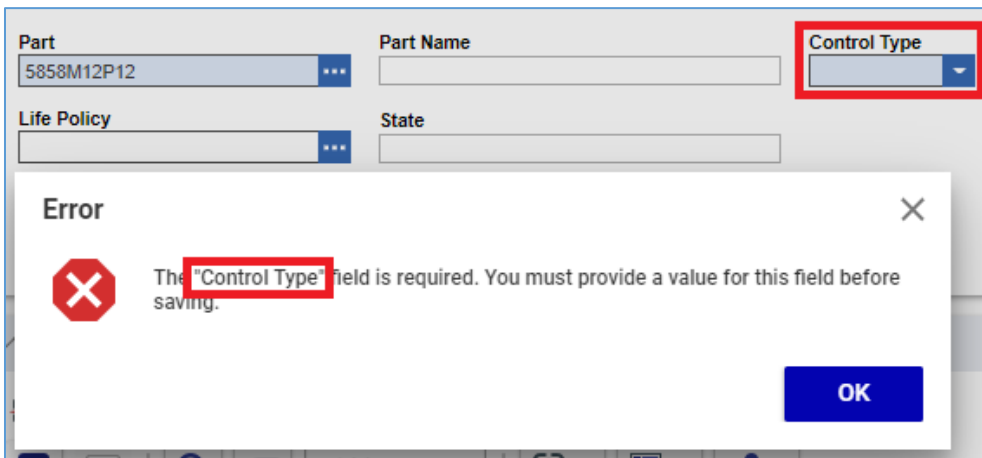 Part Part Name Control Type
5858M12P12
Life Policy State
Error
The "Control Type" field is required. You must provide a value for this field before
saving.
OK